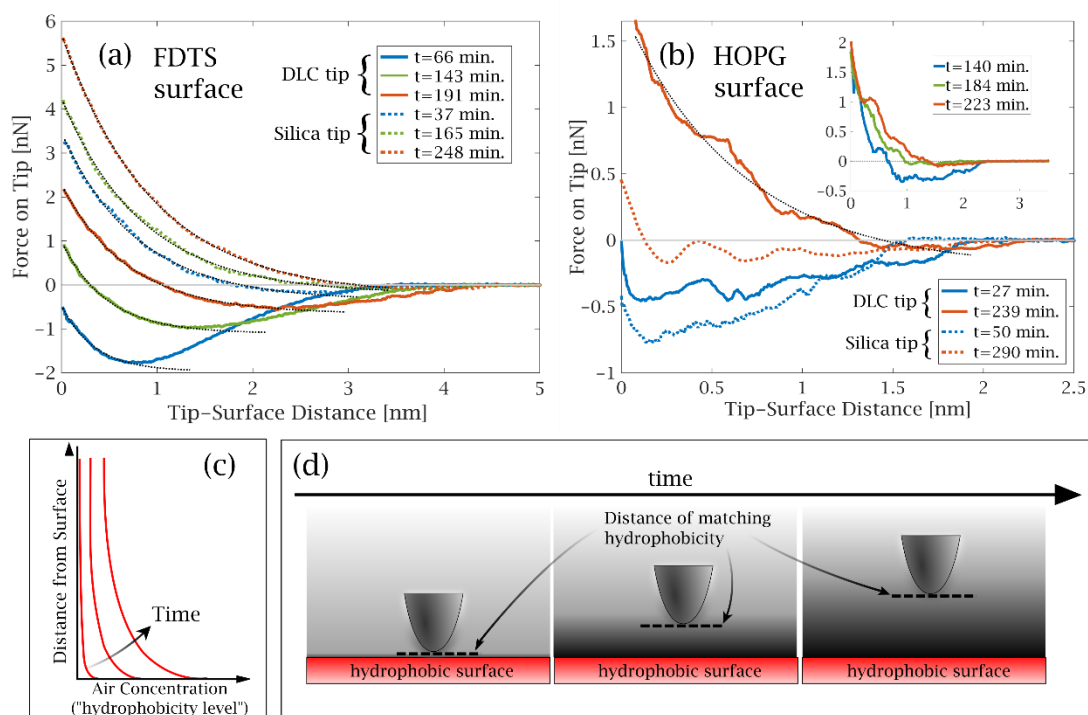 (a) FDTS
surface
DLC tip {
t=66 min.
t=143 min.
t=191 min.
Silica tip {
t=37 min.
t=165 min.
t=248 min.
Force on Tip [nN]
6
5
4
3
2
1
0
-1
-2
0 1 2 3 4 5
Tip-Surface Distance [nm]
(b) HOPG
surface
t=140 min.
t=184 min.
t=223 min.
2
1.5
1
0.5
0
-0.5
0 1 2 3
DLC tip {
t=27 min.
t=239 min.
Silica tip {
t=50 min.
t=290 min.
Force on Tip [nN]
1.5
1
0.5
0
-0.5
-1
0 0.5 1 1.5 2 2.5
Tip-Surface Distance [nm]
(c)
Distance from Surface
Time
Air Concentration
("hydrophobicity level")
(d)
time
Distance of matching
hydrophobicity
hydrophobic surface
hydrophobic surface
hydrophobic surface